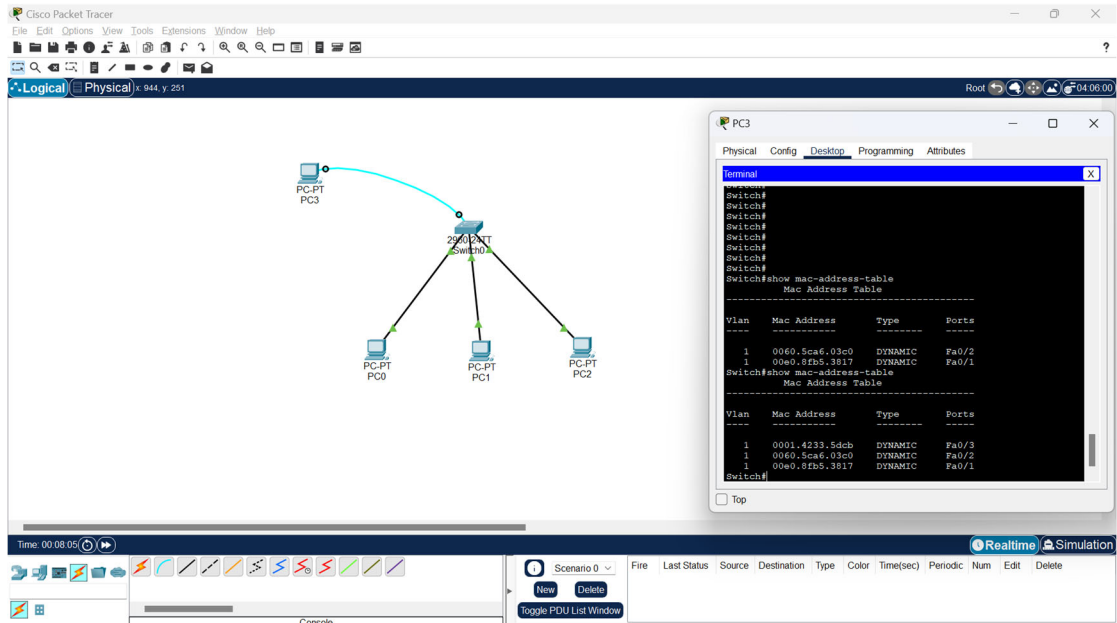 Cisco Packet Tracer
File Edit Options View Tools Extensions Window Help
?
Logical Physical x: 944, y: 251
Root 04:06:00
PC-PT
PC3
2960-24TT
Switch0
PC-PT
PC0
PC-PT
PC1
PC-PT
PC2
PC3
Physical Config Desktop Programming Attributes
Terminal X
Switch#
Switch#
Switch#
Switch#
Switch#
Switch#
Switch#
Switch#
Switch#show mac-address-table
Mac Address Table
-------------------------------------------
Vlan Mac Address Type Ports
---- ----------- -------- -----
1 0060.5ca6.03c0 DYNAMIC Fa0/2
1 00e0.8fb5.3817 DYNAMIC Fa0/1
Switch#show mac-address-table
Mac Address Table
-------------------------------------------
Vlan Mac Address Type Ports
---- ----------- -------- -----
1 0001.4233.5dcb DYNAMIC Fa0/3
1 0060.5ca6.03c0 DYNAMIC Fa0/2
1 00e0.8fb5.3817 DYNAMIC Fa0/1
Switch#
Top
Time: 00:08:05
Realtime Simulation
Scenario 0
New Delete
Toggle PDU List Window
Fire Last Status Source Destination Type Color Time(sec) Periodic Num Edit Delete
Console